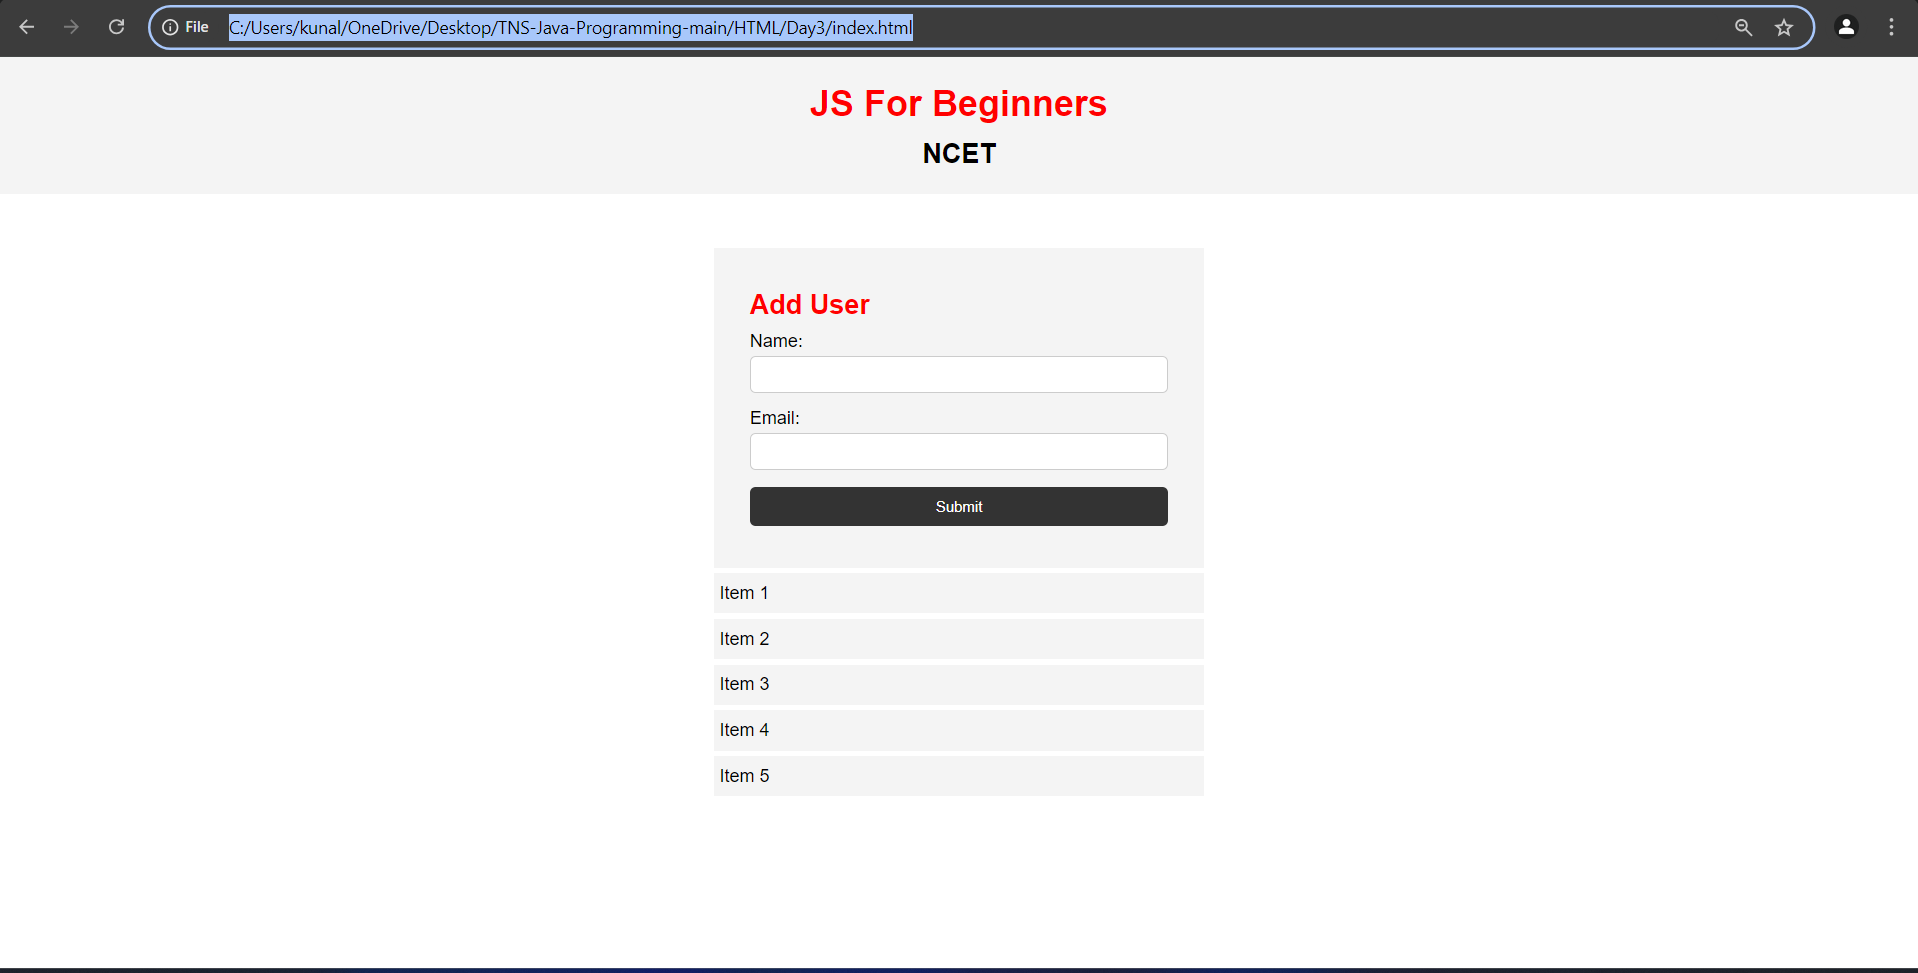 File C:/Users/kunal/OneDrive/Desktop/TNS-Java-Programming-main/HTML/Day3/index.html
JS For Beginners
NCET
Add User
Name:
Email:
Submit
Item 1
Item 2
Item 3
Item 4
Item 5